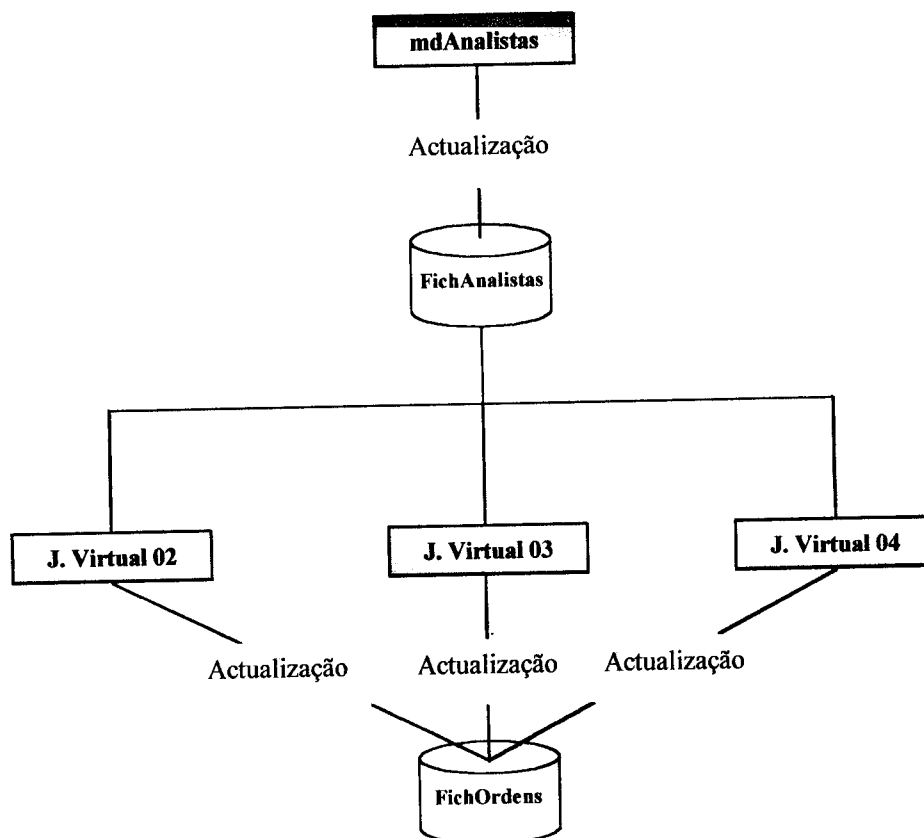 mdAnalistas
Actualização
FichAnalistas
J. Virtual 02
J. Virtual 03
J. Virtual 04
Actualização
Actualização
Actualização
FichOrdens